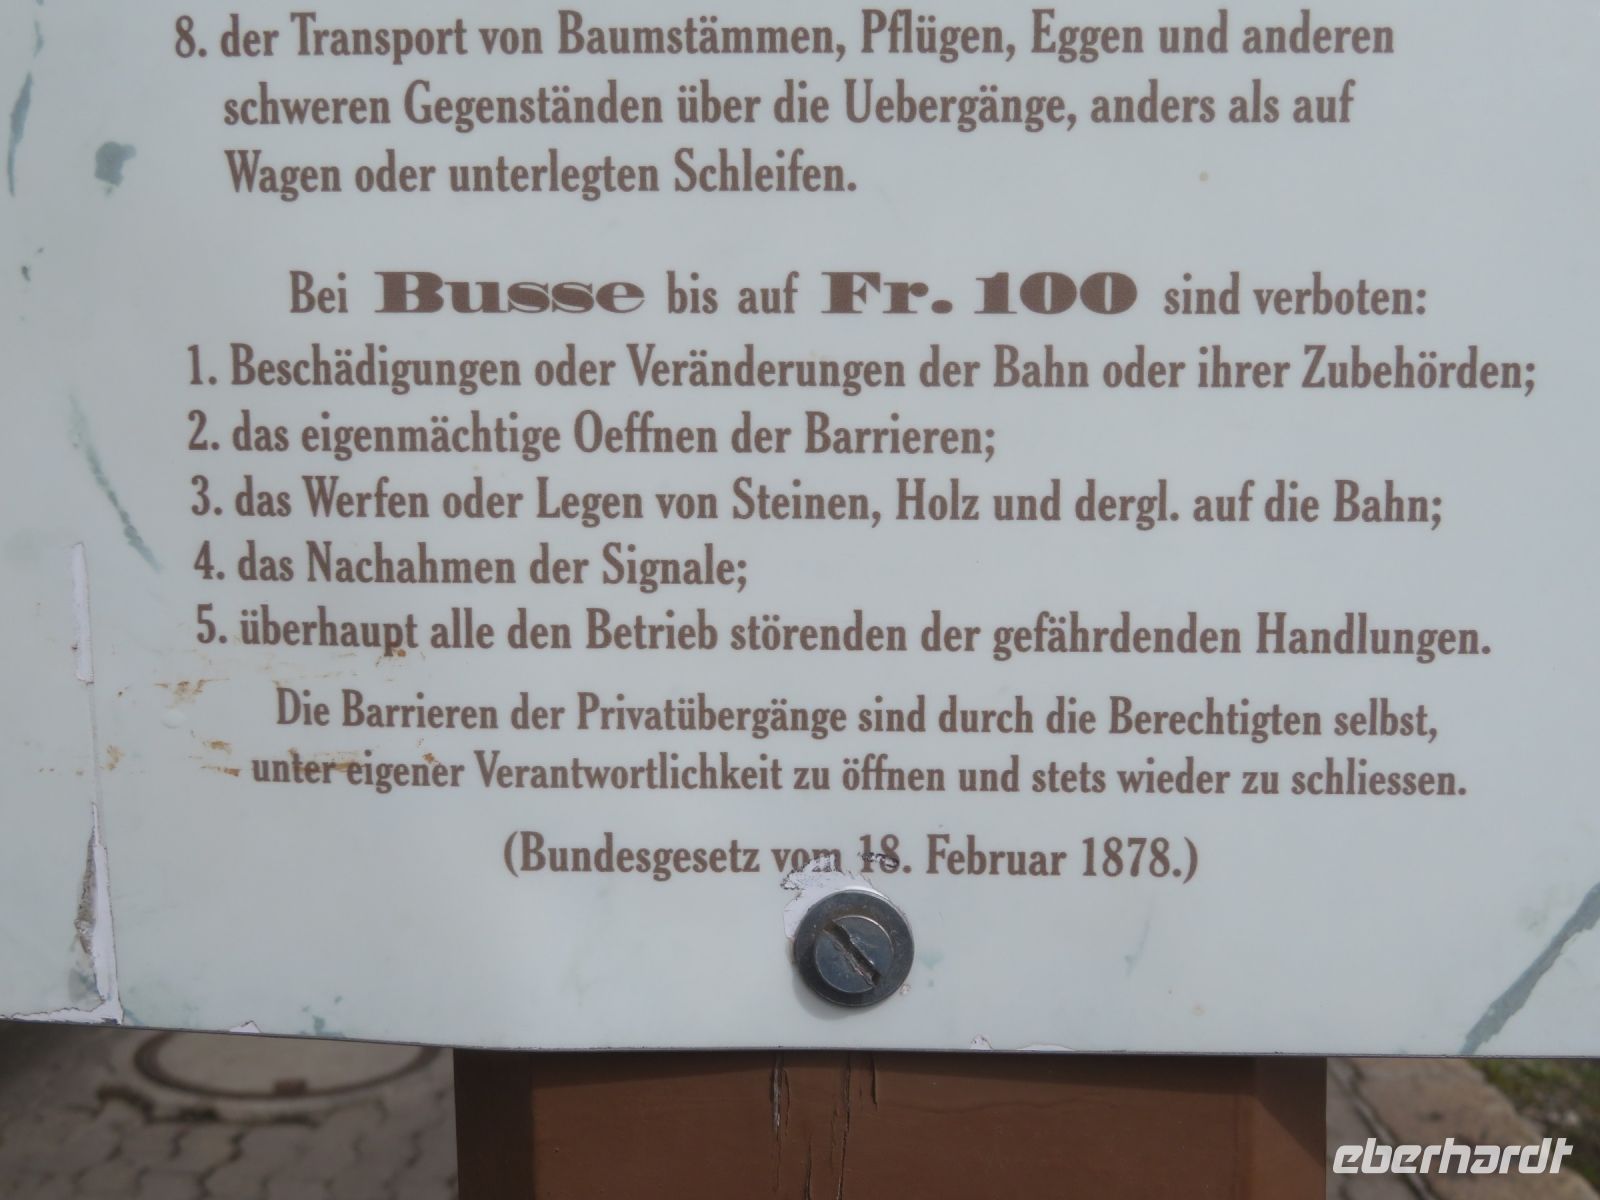 8. der Transport von Baumstämmen, Pflügen, Eggen und anderen
schweren Gegenständen über die Uebergänge, anders als auf
Wagen oder unterlegten Schleifen.
Bei Busse bis auf Fr. 100 sind verboten:
1. Beschädigungen oder Veränderungen der Bahn oder ihrer Zubehörden;
2. das eigenmächtige Oeffnen der Barrieren;
3. das Werfen oder Legen von Steinen, Holz und dergl. auf die Bahn;
4. das Nachahmen der Signale;
5. überhaupt alle den Betrieb störenden der gefährdenden Handlungen.
Die Barrieren der Privatübergänge sind durch die Berechtigten selbst,
unter eigener Verantwortlichkeit zu öffnen und stets wieder zu schliessen.
(Bundesgesetz vom 18. Februar 1878.)
eberhardt